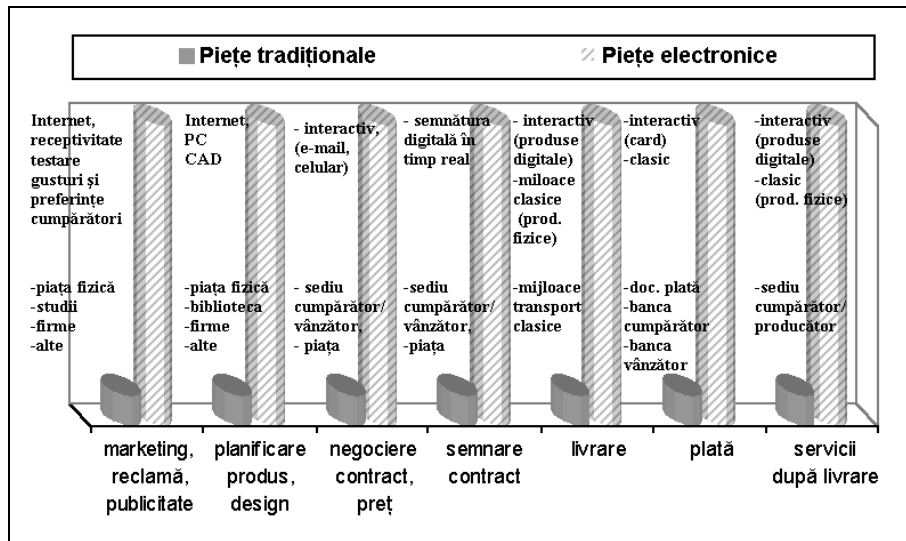 Piețe tradiționale
Piețe electronice
Internet,
receptivitate
testare
gusturi și
preferințe
cumpărători
Internet,
PC
CAD
- interactiv,
(e-mail,
celular)
- semnătura
digitală în
timp real
- interactiv
(produse
digitale)
-miloace
clasice
(prod.
fizice)
-interactiv
(card)
-clasic
-interactiv
(produse
digitale)
-clasic
(prod. fizice)
-piața fizică
-studii
-firme
-alte
-piața fizică
-biblioteca
-firme
-alte
- sediu
cumpărător/
vânzător,
- piața
-sediu
cumpărător/
vânzător,
-piața
-mijloace
transport
clasice
-doc. plată
-banca
cumpărător
-banca
vânzător
-sediu
cumpărător/
producător
marketing,
reclamă,
publicitate
planificare
produs,
design
negociere
contract,
preț
semnare
contract
livrare
plată
servicii
după livrare